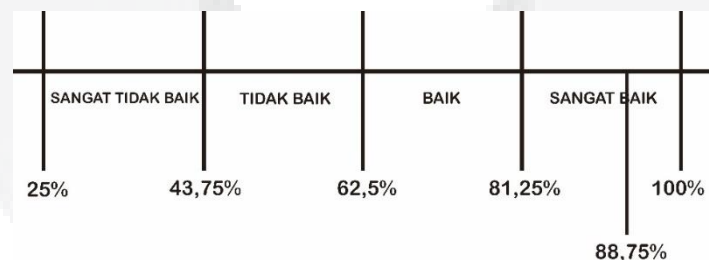 SANGAT TIDAK BAIK TIDAK BAIK BAIK SANGAT BAIK
25% 43,75% 62,5% 81,25% 100%
88,75%